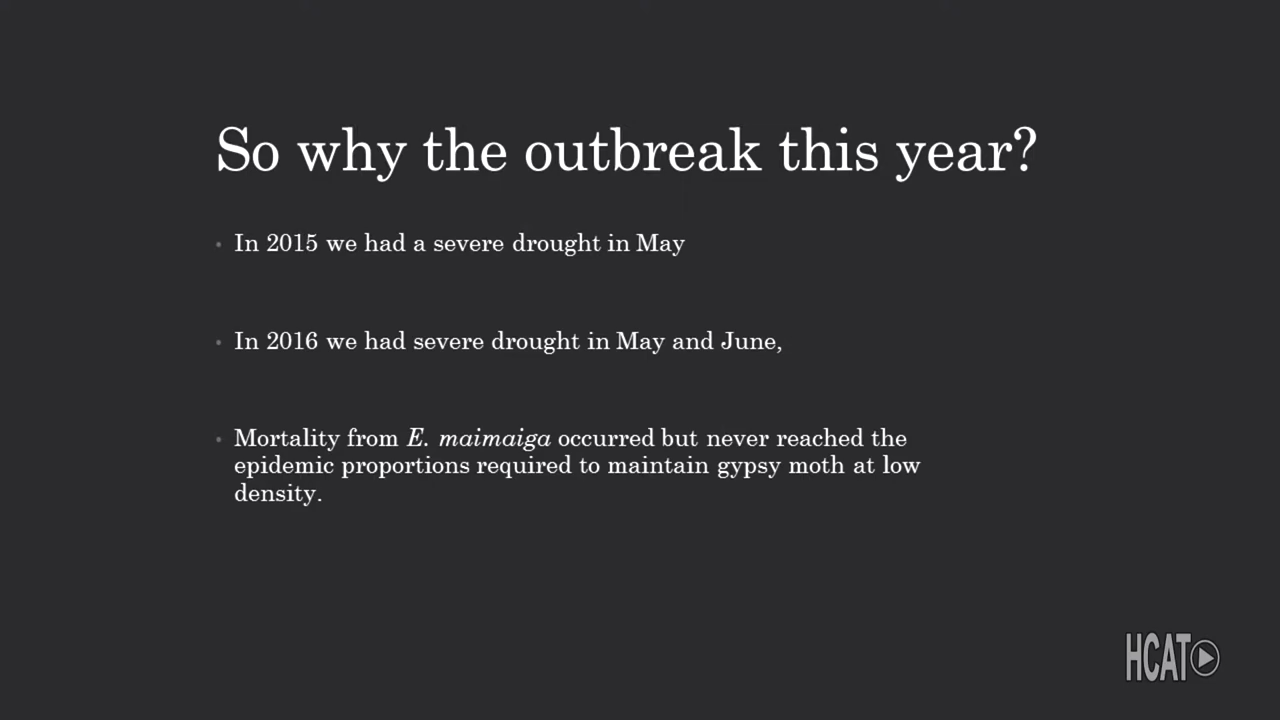 So why the outbreak this year?
• In 2015 we had a severe drought in May
• In 2016 we had severe drought in May and June,
• Mortality from E. maimaiga occurred but never reached the
epidemic proportions required to maintain gypsy moth at low
density.
HCAT